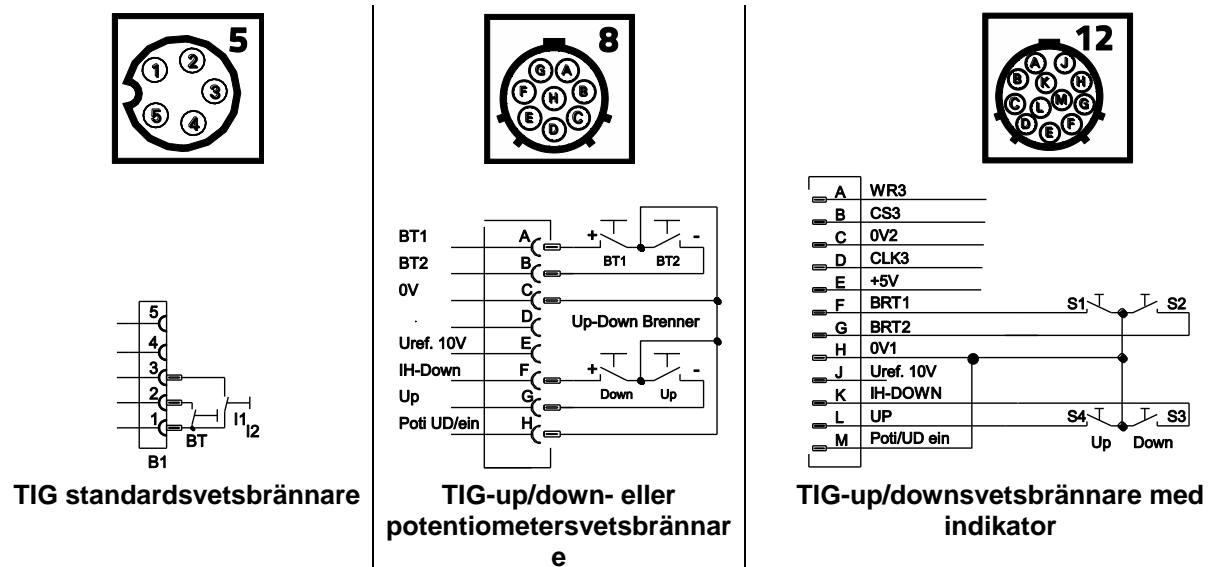 5
1
2
3
5
4
5
4
3
2
1
I1
I2
BT
B1
TIG standardsvetsbrännare
8
G A
F H B
E D C
BT1 A + BT1 BT2 -
BT2 B
0V C
. D Up-Down Brenner
Uref. 10V E
IH-Down F + Down Up -
Up G
Poti UD/ein H
TIG-up/down- eller
potentiometersvetsbrännar
e
12
A J
B K H
C L M G
D E F
A WR3
B CS3
C 0V2
D CLK3
E +5V
F BRT1 S1 S2
G BRT2
H 0V1
J Uref. 10V
K IH-DOWN
L UP S4 S3
M Poti/UD ein Up Down
TIG-up/downsvetsbrännare med
indikator